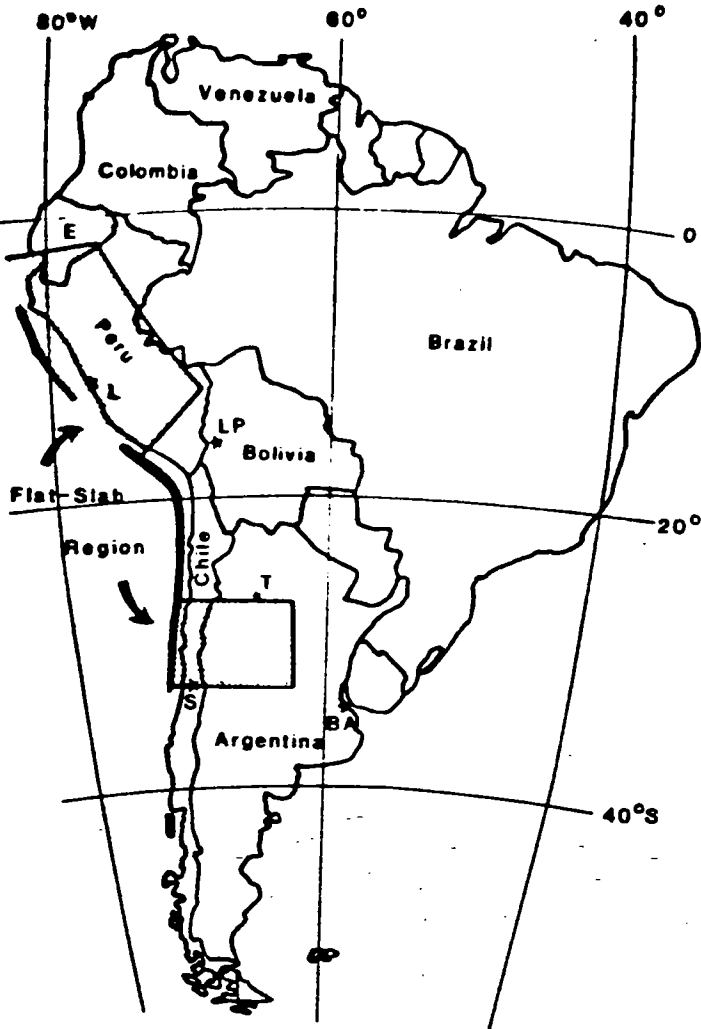 80°W
60°
40°
Venezuela
Colombia
E
0
Peru
Brazil
L
LP
Bolivia
Flat-Slab
20°
Region
Chile
T
S
BA
Argentina
40°S